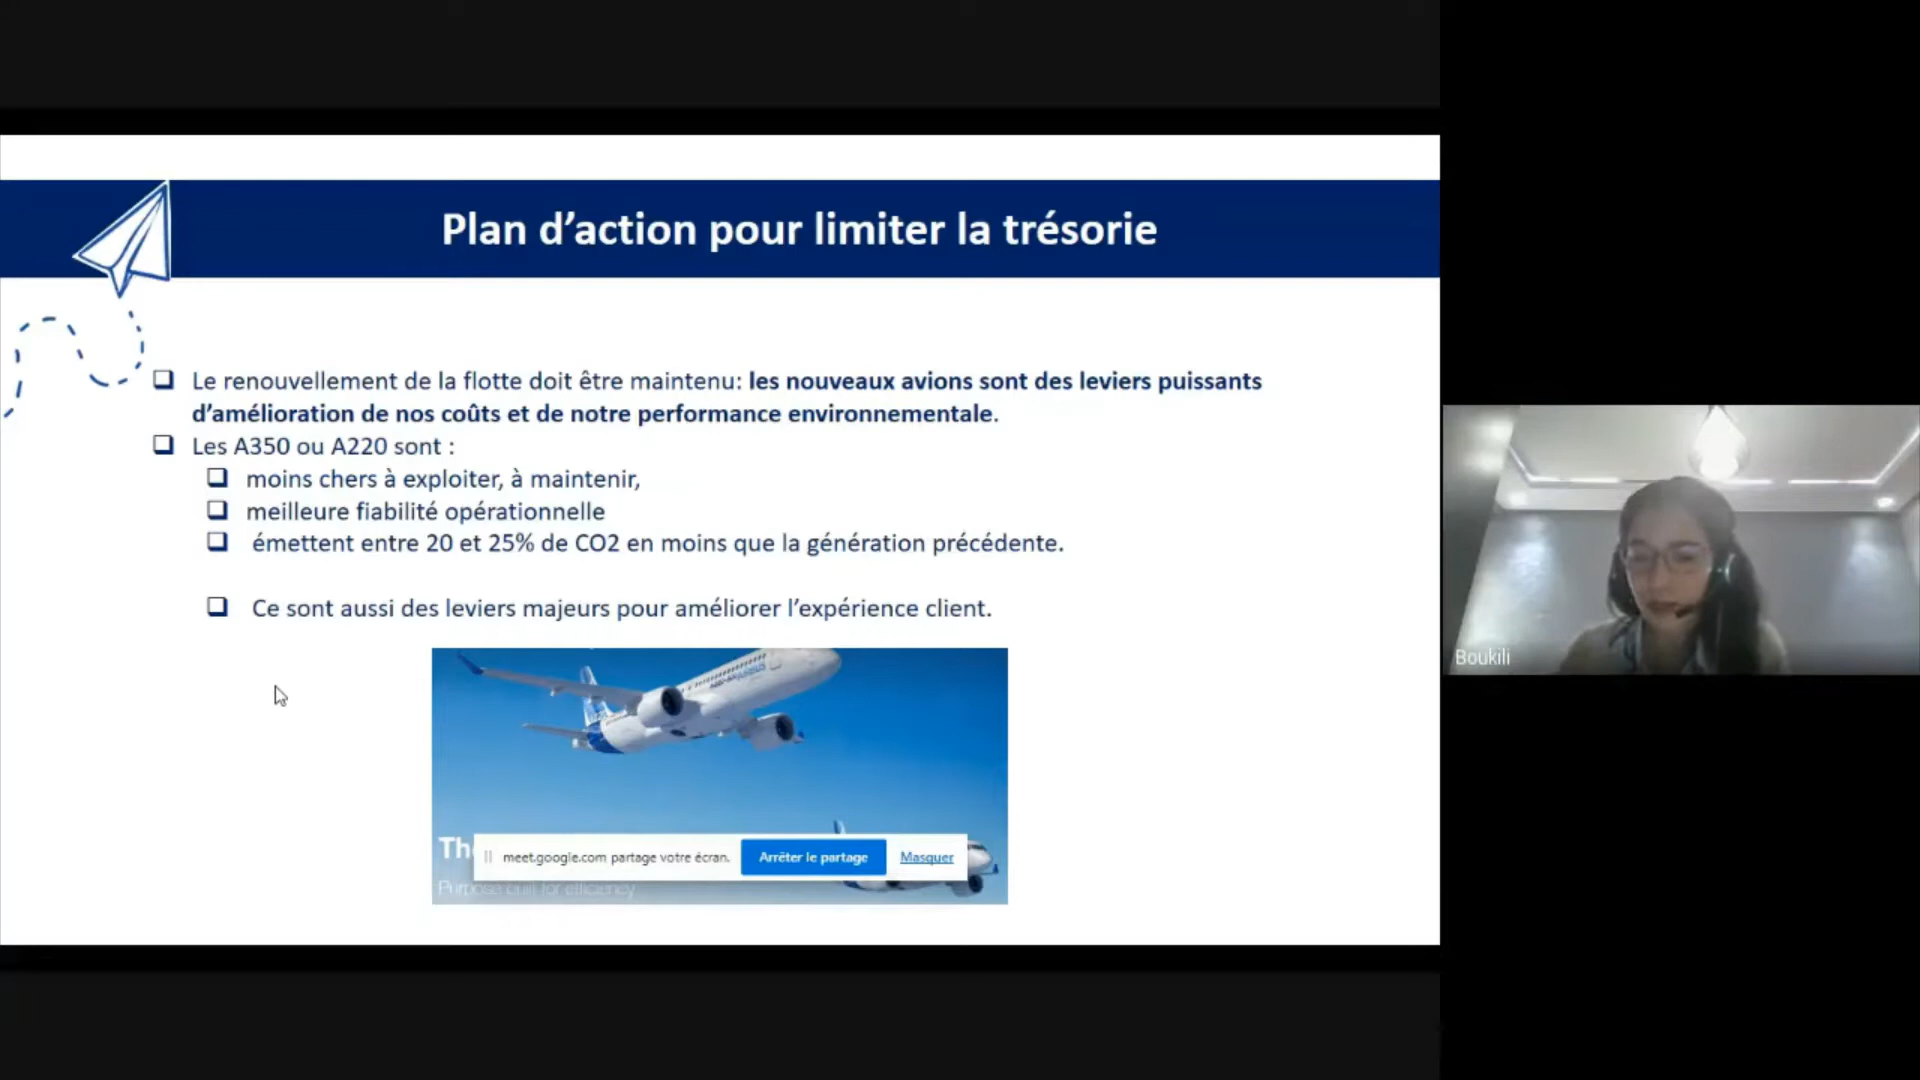 Plan d’action pour limiter la trésorie
Le renouvellement de la flotte doit être maintenu: les nouveaux avions sont des leviers puissants
d’amélioration de nos coûts et de notre performance environnementale.
Les A350 ou A220 sont :
moins chers à exploiter, à maintenir,
meilleure fiabilité opérationnelle
émettent entre 20 et 25% de CO2 en moins que la génération précédente.
Ce sont aussi des leviers majeurs pour améliorer l’expérience client.
Boukili
meet.google.com partage votre écran. Arrêter le partage Masquer
Purpose built for efficiency